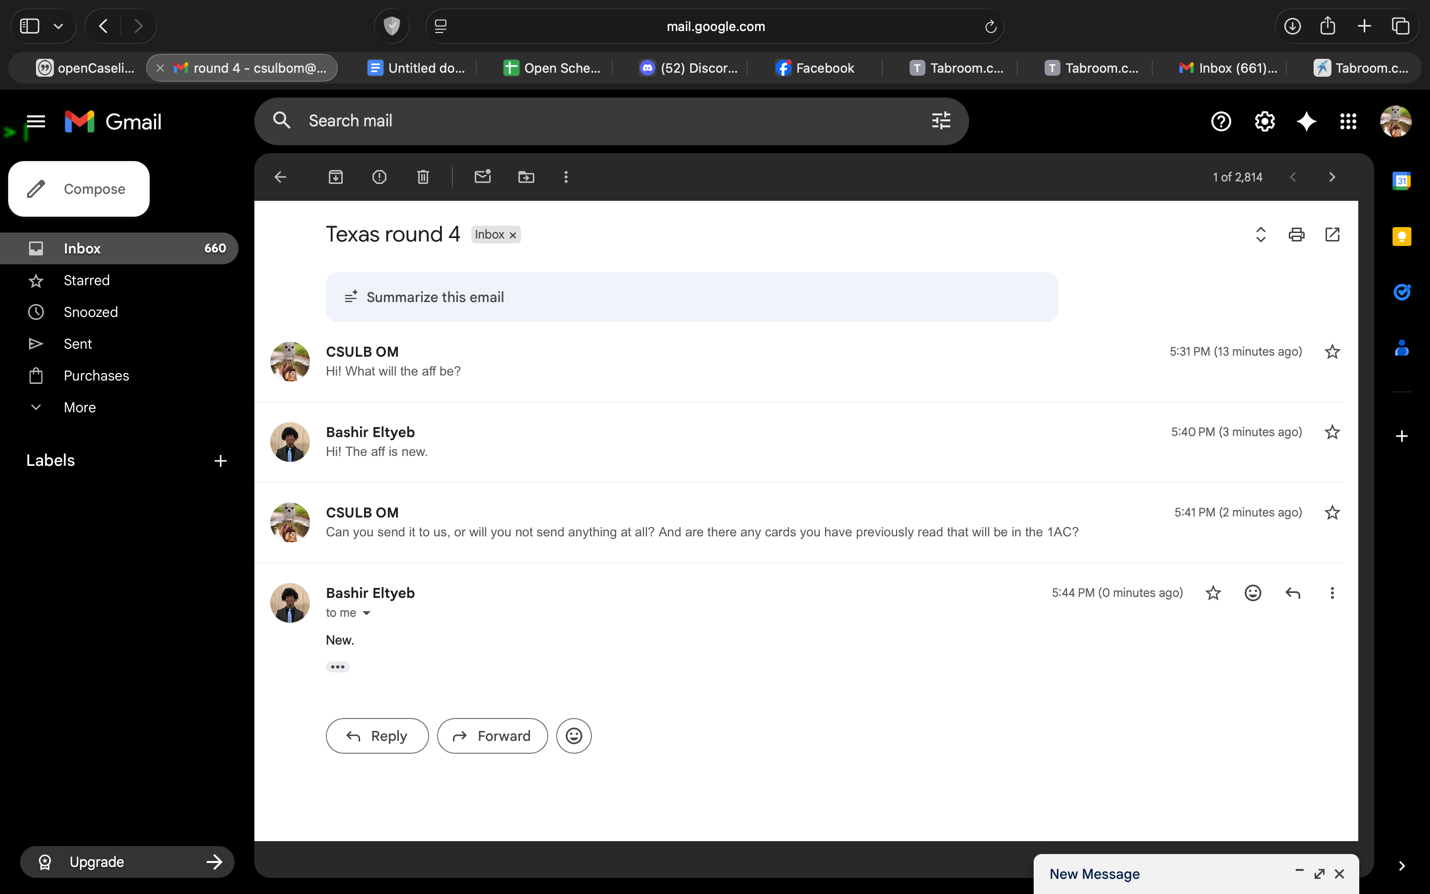 mail.google.com
openCaseli...
round 4 - csulbom@...
Untitled do...
Open Sche...
(52) Discor...
Facebook
T Tabroom.c...
T Tabroom.c...
Inbox (661)...
Tabroom.c...
Gmail
Search mail
Compose
1 of 2,814
31
Inbox 660
Starred
Snoozed
Sent
Purchases
More
Labels
Upgrade
Texas round 4 Inbox ×
Summarize this email
CSULB OM 5:31 PM (13 minutes ago)
Hi! What will the aff be?
Bashir Eltyeb 5:40 PM (3 minutes ago)
Hi! The aff is new.
CSULB OM 5:41 PM (2 minutes ago)
Can you send it to us, or will you not send anything at all? And are there any cards you have previously read that will be in the 1AC?
Bashir Eltyeb 5:44 PM (0 minutes ago)
to me
New.
Reply
Forward
New Message